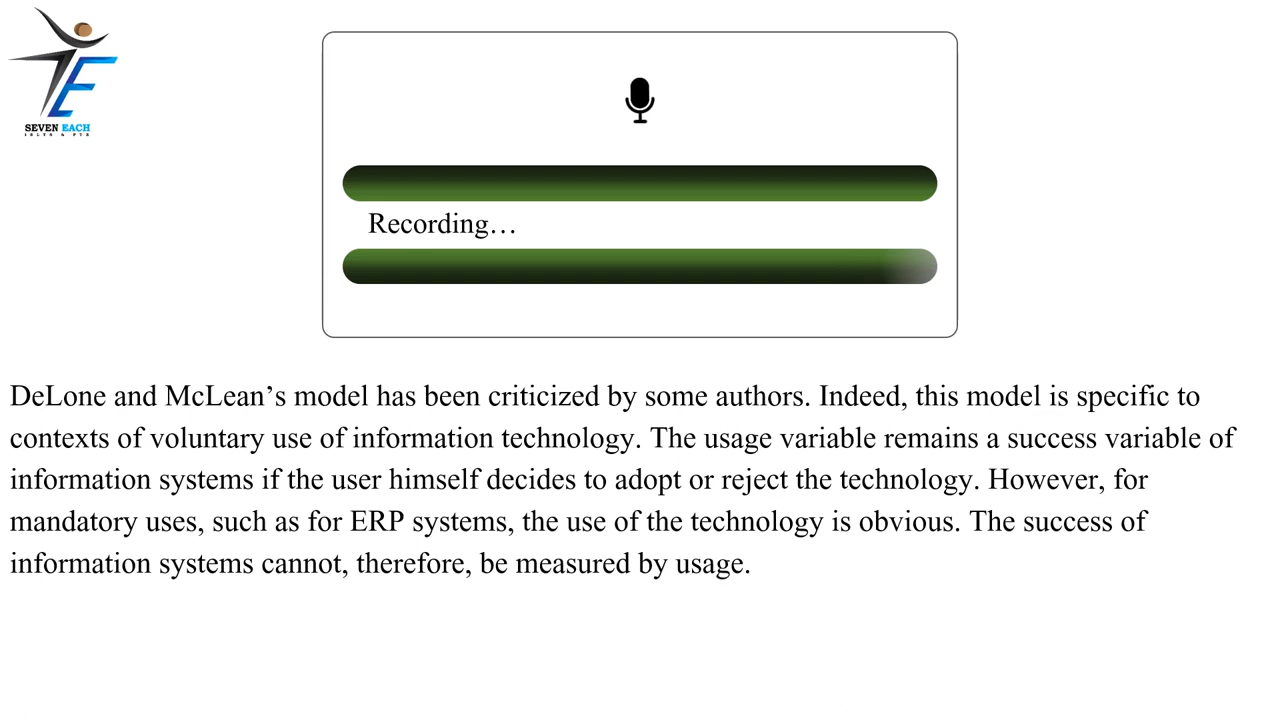 SEVEN EACH
IELTS & PTE
Recording…
DeLone and McLean’s model has been criticized by some authors. Indeed, this model is specific to
contexts of voluntary use of information technology. The usage variable remains a success variable of
information systems if the user himself decides to adopt or reject the technology. However, for
mandatory uses, such as for ERP systems, the use of the technology is obvious. The success of
information systems cannot, therefore, be measured by usage.